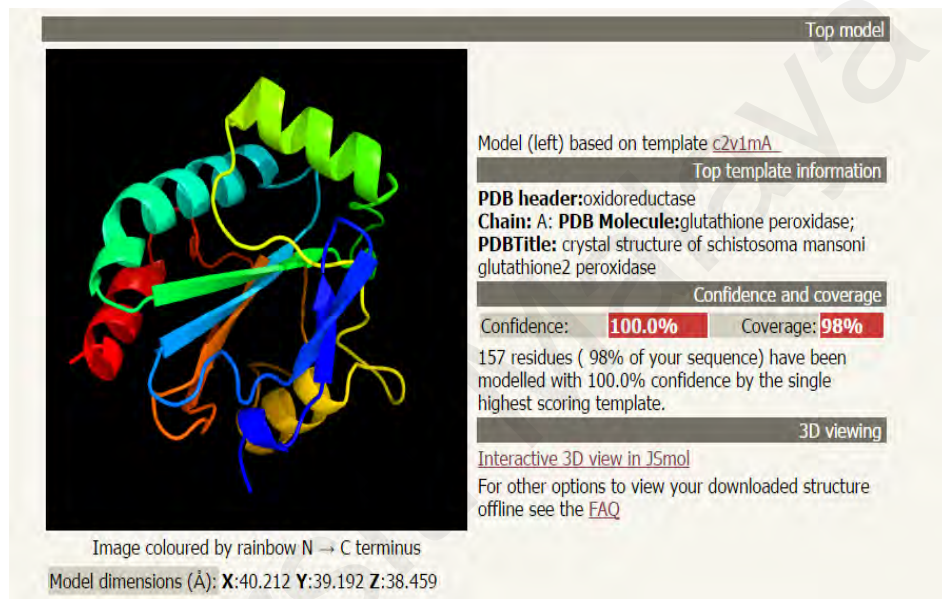 Top model
Model (left) based on template c2v1mA_
Top template information
PDB header:oxidoreductase
Chain: A: PDB Molecule:glutathione peroxidase;
PDBTitle: crystal structure of schistosoma mansoni
glutathione2 peroxidase
Confidence and coverage
Confidence: 100.0% Coverage: 98%
157 residues ( 98% of your sequence) have been
modelled with 100.0% confidence by the single
highest scoring template.
3D viewing
Interactive 3D view in JSmol
For other options to view your downloaded structure
offline see the FAQ
Image coloured by rainbow N → C terminus
Model dimensions (Å): X:40.212 Y:39.192 Z:38.459